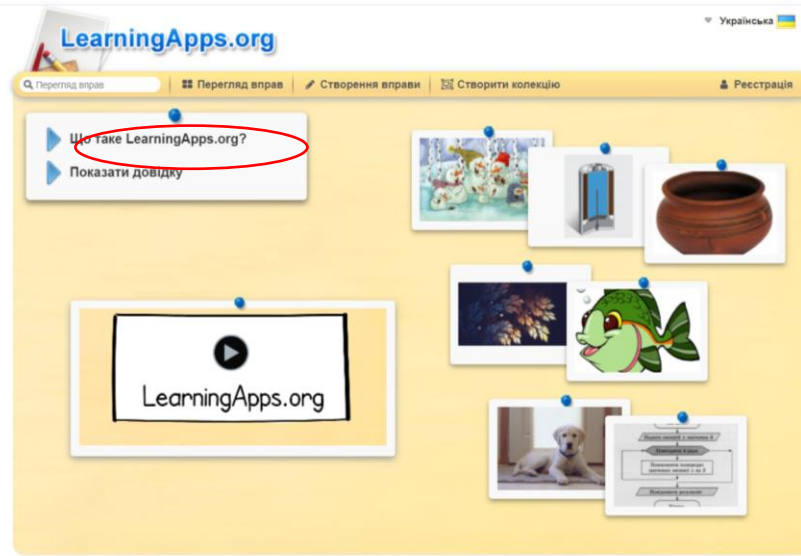 LearningApps.org
Українська
Перегляд вправ
Перегляд вправ
Створення вправи
Створити колекцію
Реєстрація
Що таке LearningApps.org?
Показати довідку
LearningApps.org